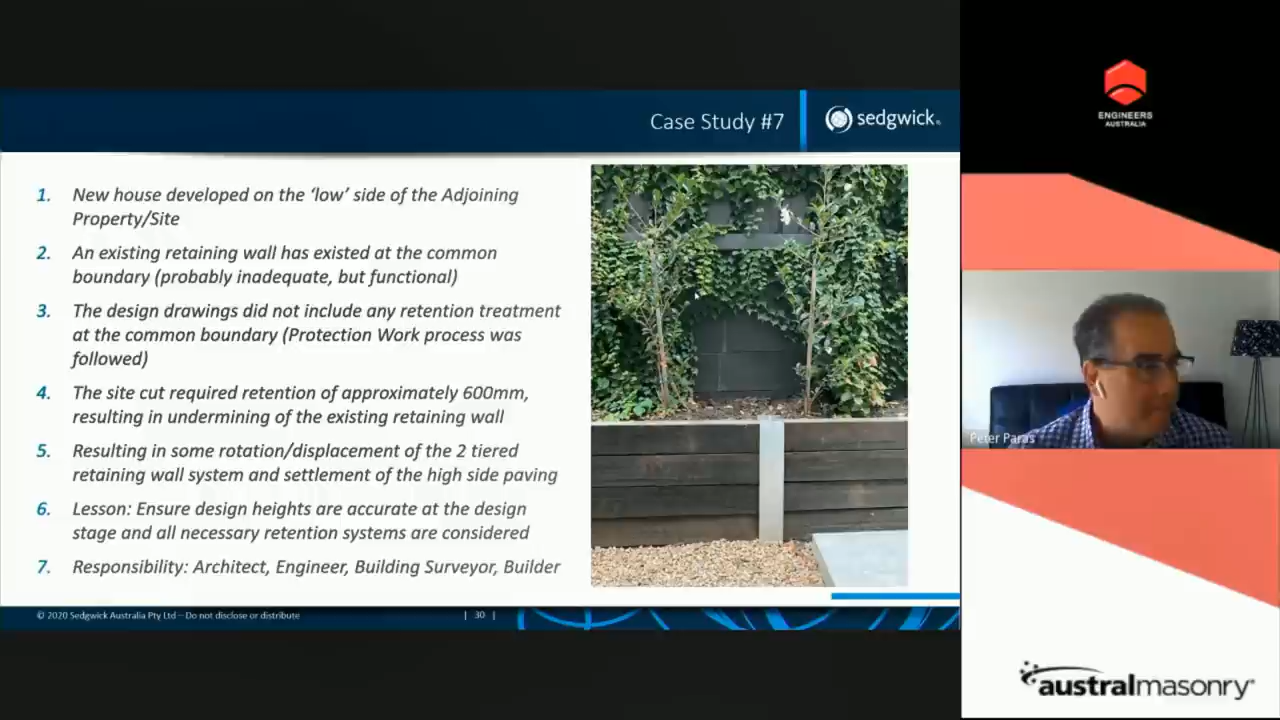 Case Study #7
sedgwick
1. New house developed on the ‘low’ side of the Adjoining
Property/Site
2. An existing retaining wall has existed at the common
boundary (probably inadequate, but functional)
3. The design drawings did not include any retention treatment
at the common boundary (Protection Work process was
followed)
4. The site cut required retention of approximately 600mm,
resulting in undermining of the existing retaining wall
5. Resulting in some rotation/displacement of the 2 tiered
retaining wall system and settlement of the high side paving
6. Lesson: Ensure design heights are accurate at the design
stage and all necessary retention systems are considered
7. Responsibility: Architect, Engineer, Building Surveyor, Builder
© 2020 Sedgwick Australia Pty Ltd – Do not disclose or distribute
| 30 |
ENGINEERS
AUSTRALIA
Peter Paras
australmasonry